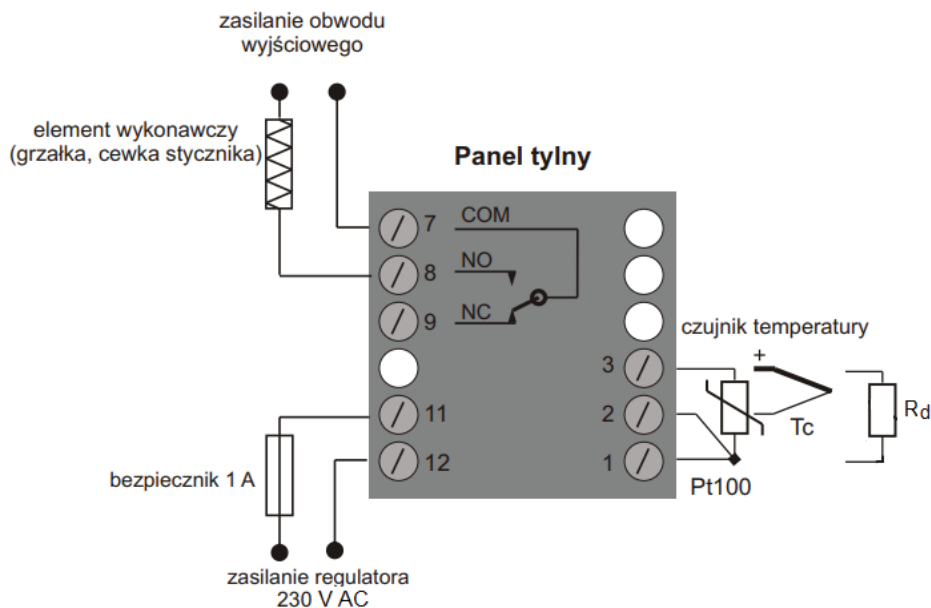 zasilanie obwodu
wyjściowego
element wykonawczy
(grzałka, cewka stycznika)
Panel tylny
7 COM
8 NO
9 NC
czujnik temperatury
3
+
11
2
Tc
Rd
12
1
bezpiecznik 1 A
Pt100
zasilanie regulatora
230 V AC